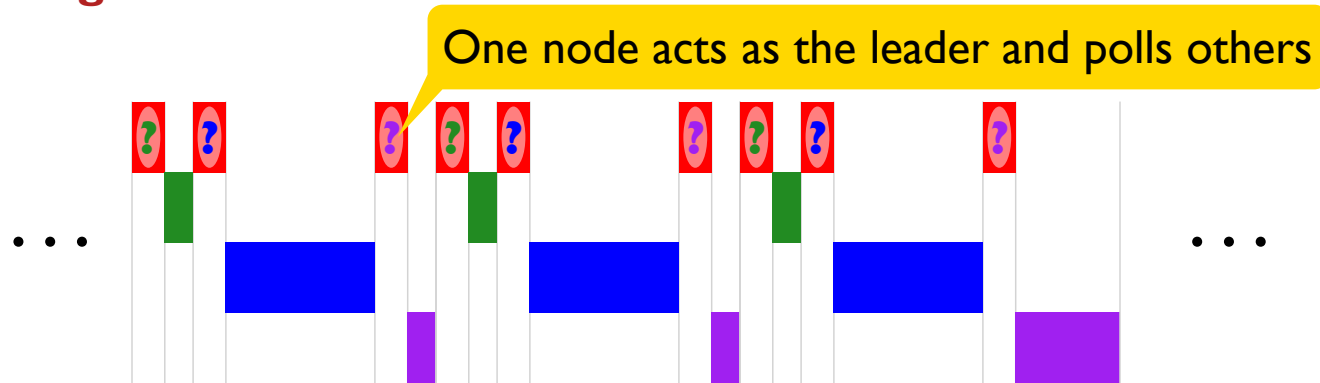 One node acts as the leader and polls others
? ? ? ? ? ? ? ? ?
. . . . . .